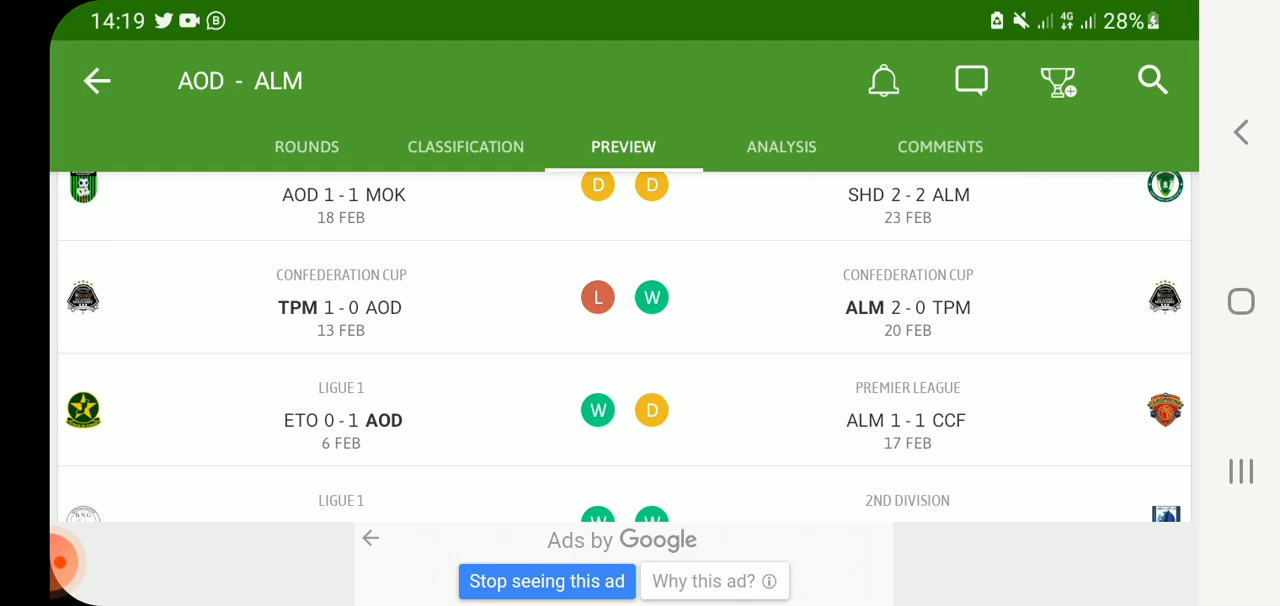 14:19 B 4G 28%
AOD - ALM
ROUNDS CLASSIFICATION PREVIEW ANALYSIS COMMENTS
AOD 1 - 1 MOK D D SHD 2 - 2 ALM
18 FEB 23 FEB
CONFEDERATION CUP CONFEDERATION CUP
TPM 1 - 0 AOD L W ALM 2 - 0 TPM
13 FEB 20 FEB
LIGUE 1 PREMIER LEAGUE
ETO 0 - 1 AOD W D ALM 1 - 1 CCF
6 FEB 17 FEB
LIGUE 1 2ND DIVISION
W W
Ads by Google
Stop seeing this ad Why this ad?